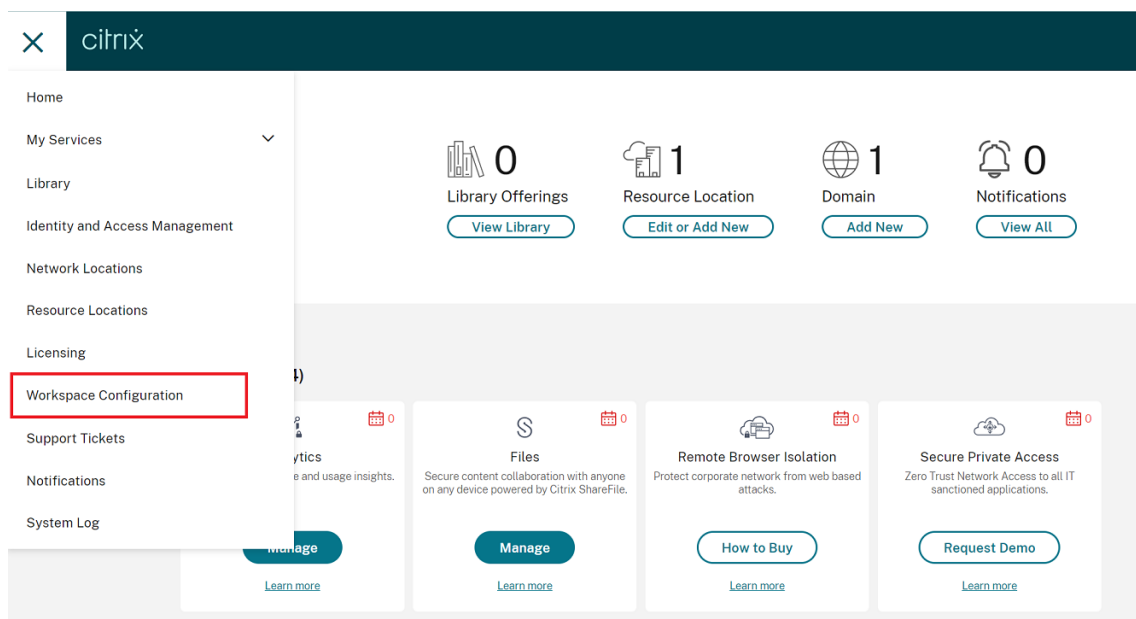 citrix
Home
My Services
Library
Identity and Access Management
Network Locations
Resource Locations
Licensing
Workspace Configuration
Support Tickets
Notifications
System Log
0
Library Offerings
View Library
1
Resource Location
Edit or Add New
1
Domain
Add New
0
Notifications
View All
4)
0
ytics
e and usage insights.
Manage
Learn more
0
Files
Secure content collaboration with anyone
on any device powered by Citrix ShareFile.
Manage
Learn more
0
Remote Browser Isolation
Protect corporate network from web based
attacks.
How to Buy
Learn more
0
Secure Private Access
Zero Trust Network Access to all IT
sanctioned applications.
Request Demo
Learn more